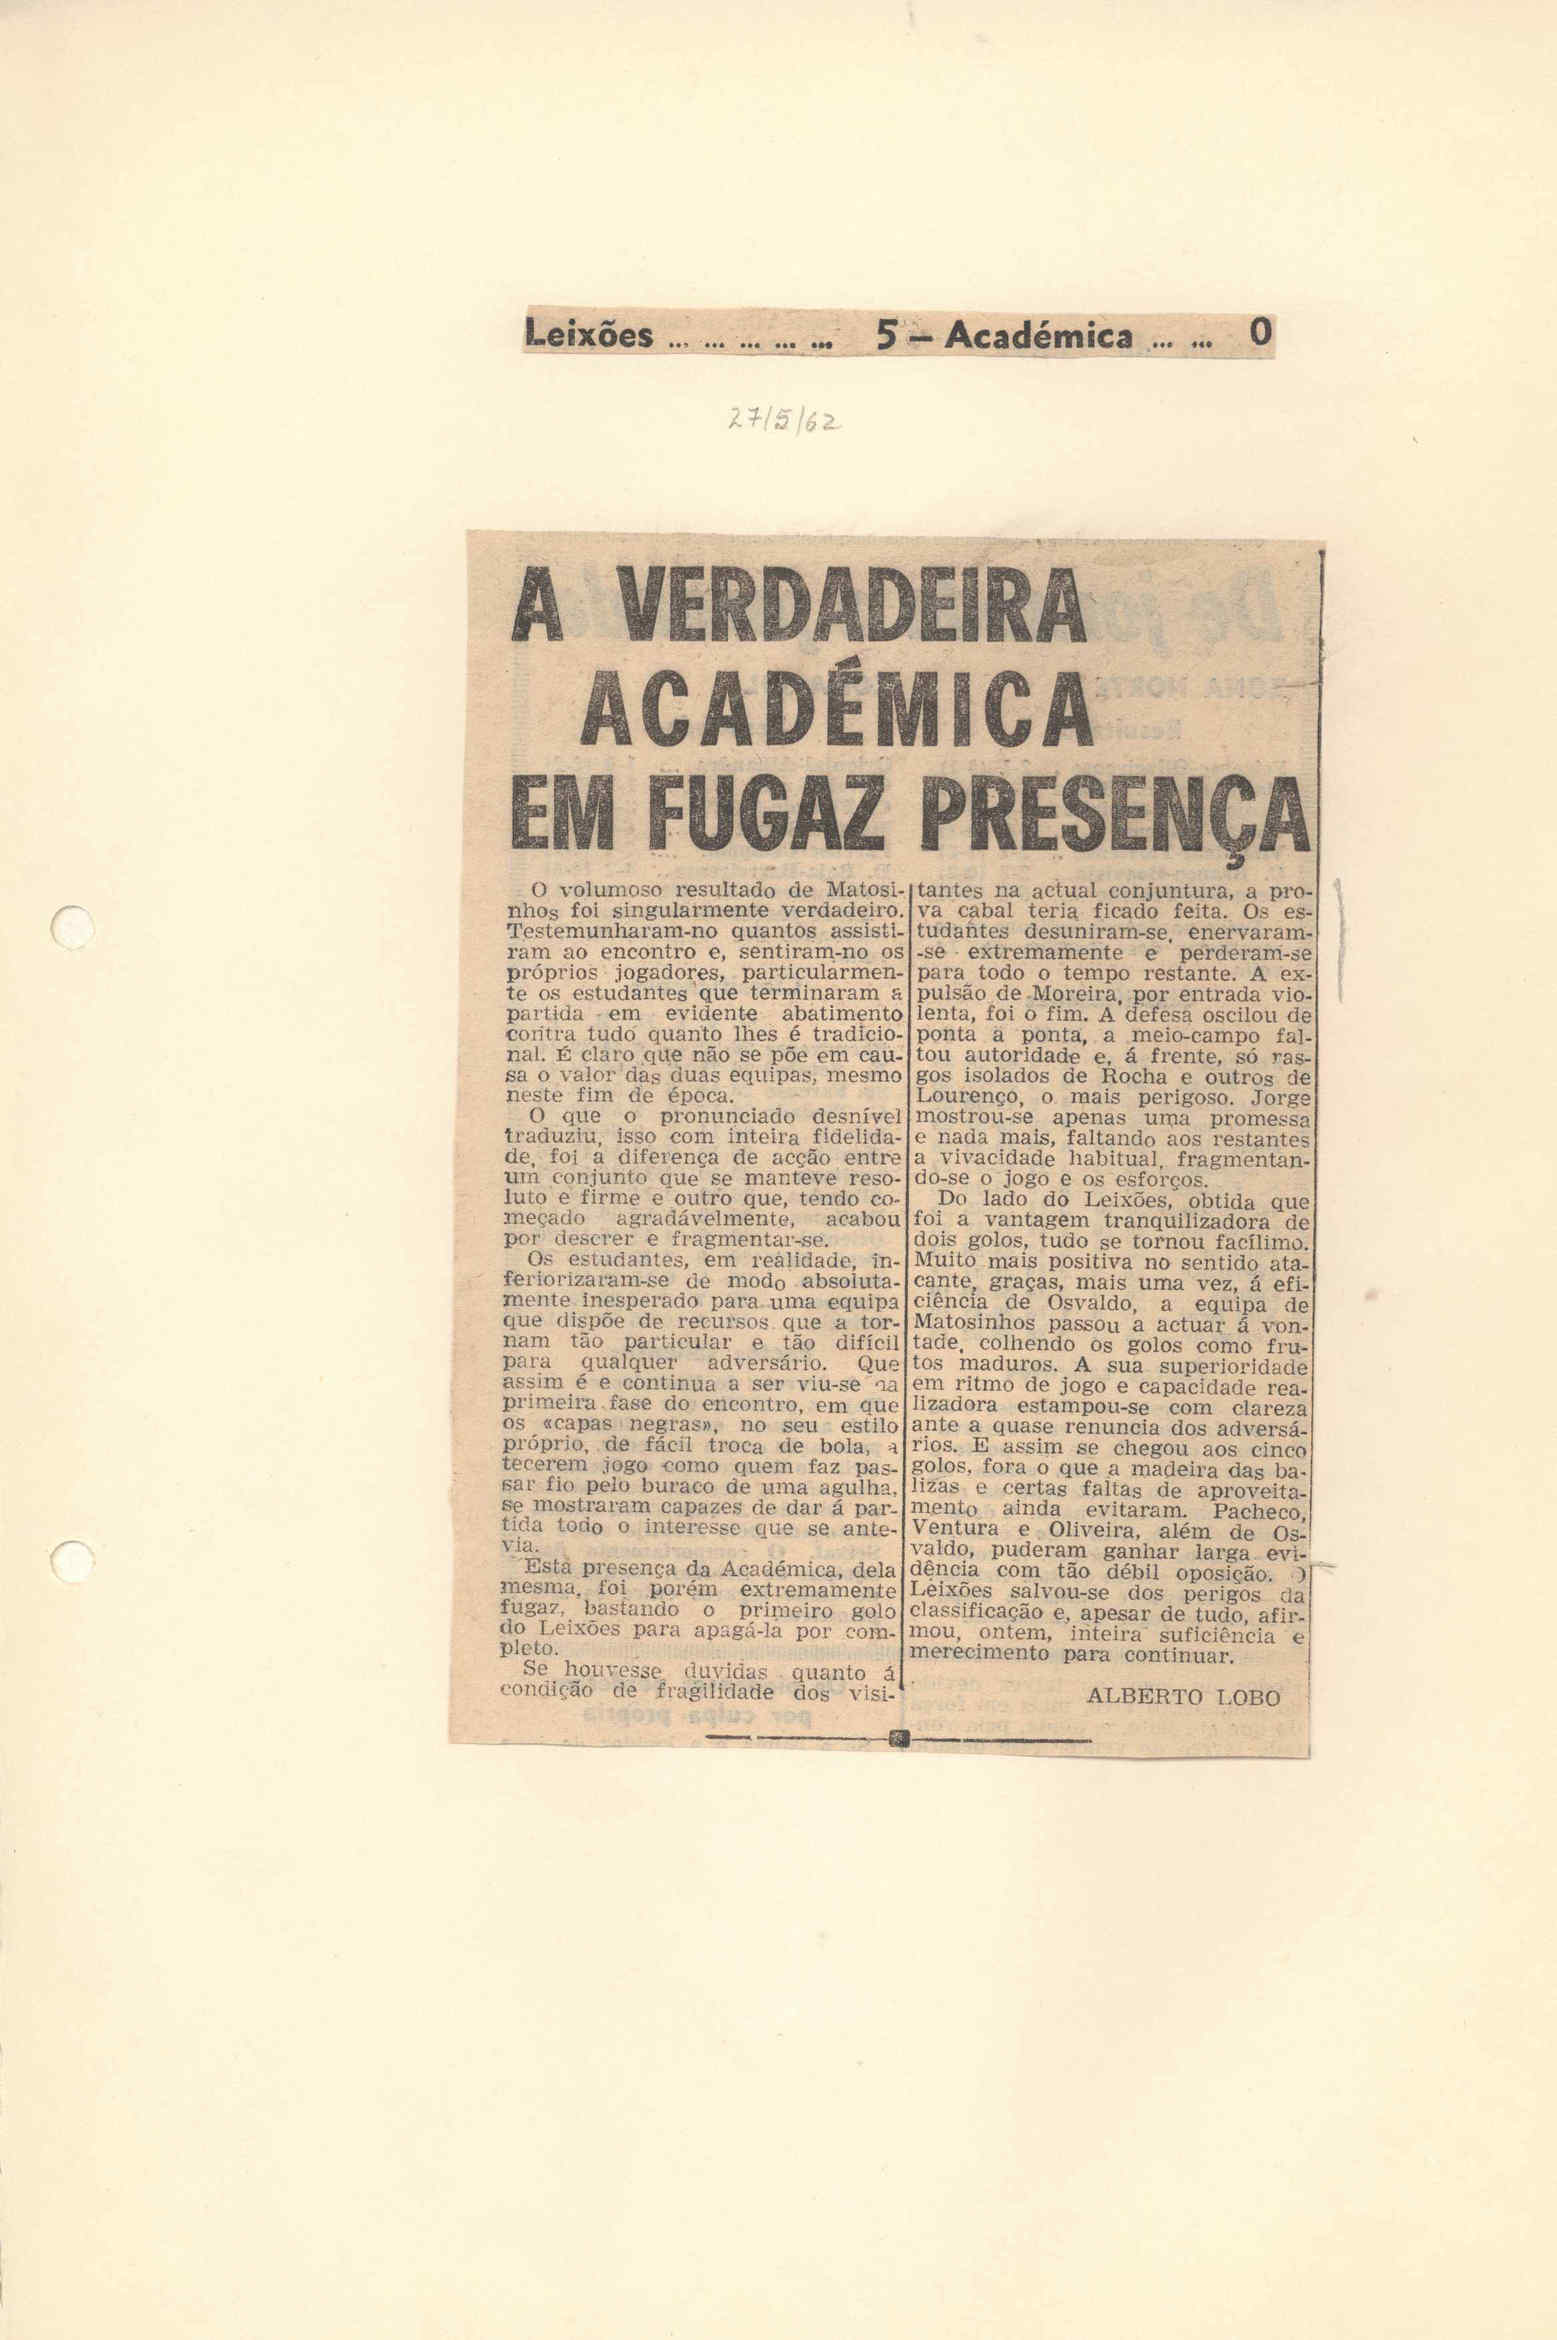 Leixões ... ... ... ... ... 5 — Académica ... ... 0
27/5/62
A VERDADEIRA
ACADÉMICA
EM FUGAZ PRESENÇA
O volumoso resultado de Matosi-
nhos foi singularmente verdadeiro.
Testemunharam-no quantos assisti-
ram ao encontro e, sentiram-no os
próprios jogadores, particularmen-
te os estudantes que terminaram a
partida em evidente abatimento
contra tudo quanto lhes é tradicio-
nal. É claro que não se põe em cau-
sa o valor das duas equipas, mesmo
neste fim de época.
O que o pronunciado desnível
traduziu, isso com inteira fidelida-
de, foi a diferença de acção entre
um conjunto que se manteve reso-
luto e firme e outro que, tendo co-
meçado agradávelmente, acabou
por descrer e fragmentar-se.
Os estudantes, em realidade, in-
feriorizaram-se de modo absoluta-
mente inesperado para uma equipa
que dispõe de recursos que a tor-
nam tão particular e tão difícil
para qualquer adversário. Que
assim é e continua a ser viu-se na
primeira fase do encontro, em que
os «capas negras», no seu estilo
próprio, de fácil troca de bola, a
tecerem jogo como quem faz pas-
sar fio pelo buraco de uma agulha,
se mostraram capazes de dar á par-
tida todo o interesse que se ante-
via.
Esta presença da Académica, dela
mesma, foi porém extremamente
fugaz, bastando o primeiro golo
do Leixões para apagá-la por com-
pleto.
Se houvesse duvidas quanto á
condição de fragilidade dos visi-
tantes na actual conjuntura, a pro-
va cabal teria ficado feita. Os es-
tudantes desuniram-se, enervaram-
-se extremamente e perderam-se
para todo o tempo restante. A ex-
pulsão de Moreira, por entrada vio-
lenta, foi o fim. A defesa oscilou de
ponta a ponta, a meio-campo fal-
tou autoridade e, á frente, só ras-
gos isolados de Rocha e outros de
Lourenço, o mais perigoso. Jorge
mostrou-se apenas uma promessa
e nada mais, faltando aos restantes
a vivacidade habitual, fragmentan-
do-se o jogo e os esforços.
Do lado do Leixões, obtida que
foi a vantagem tranquilizadora de
dois golos, tudo se tornou facílimo.
Muito mais positiva no sentido ata-
cante, graças, mais uma vez, á efi-
ciência de Osvaldo, a equipa de
Matosinhos passou a actuar á von-
tade, colhendo os golos como fru-
tos maduros. A sua superioridade
em ritmo de jogo e capacidade rea-
lizadora estampou-se com clareza
ante a quase renuncia dos adversá-
rios. E assim se chegou aos cinco
golos, fora o que a madeira das ba-
lizas e certas faltas de aproveita-
mento ainda evitaram. Pacheco,
Ventura e Oliveira, além de Os-
valdo, puderam ganhar larga evi-
dência com tão débil oposição. O
Leixões salvou-se dos perigos da
classificação e, apesar de tudo, afir-
mou, ontem, inteira suficiência e
merecimento para continuar.
ALBERTO LOBO